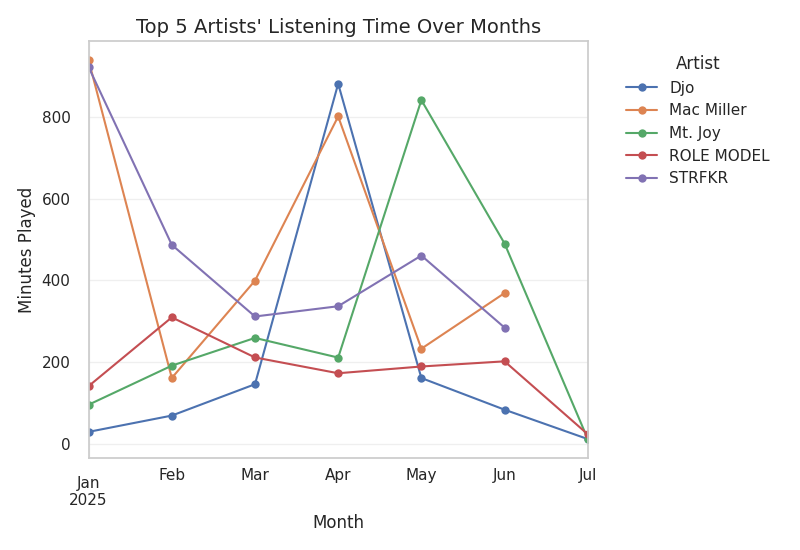 Top 5 Artists' Listening Time Over Months
Artist
Djo
Mac Miller
Mt. Joy
ROLE MODEL
STRFKR
Minutes Played
800
600
400
200
0
Jan
2025
Feb
Mar
Apr
May
Jun
Jul
Month